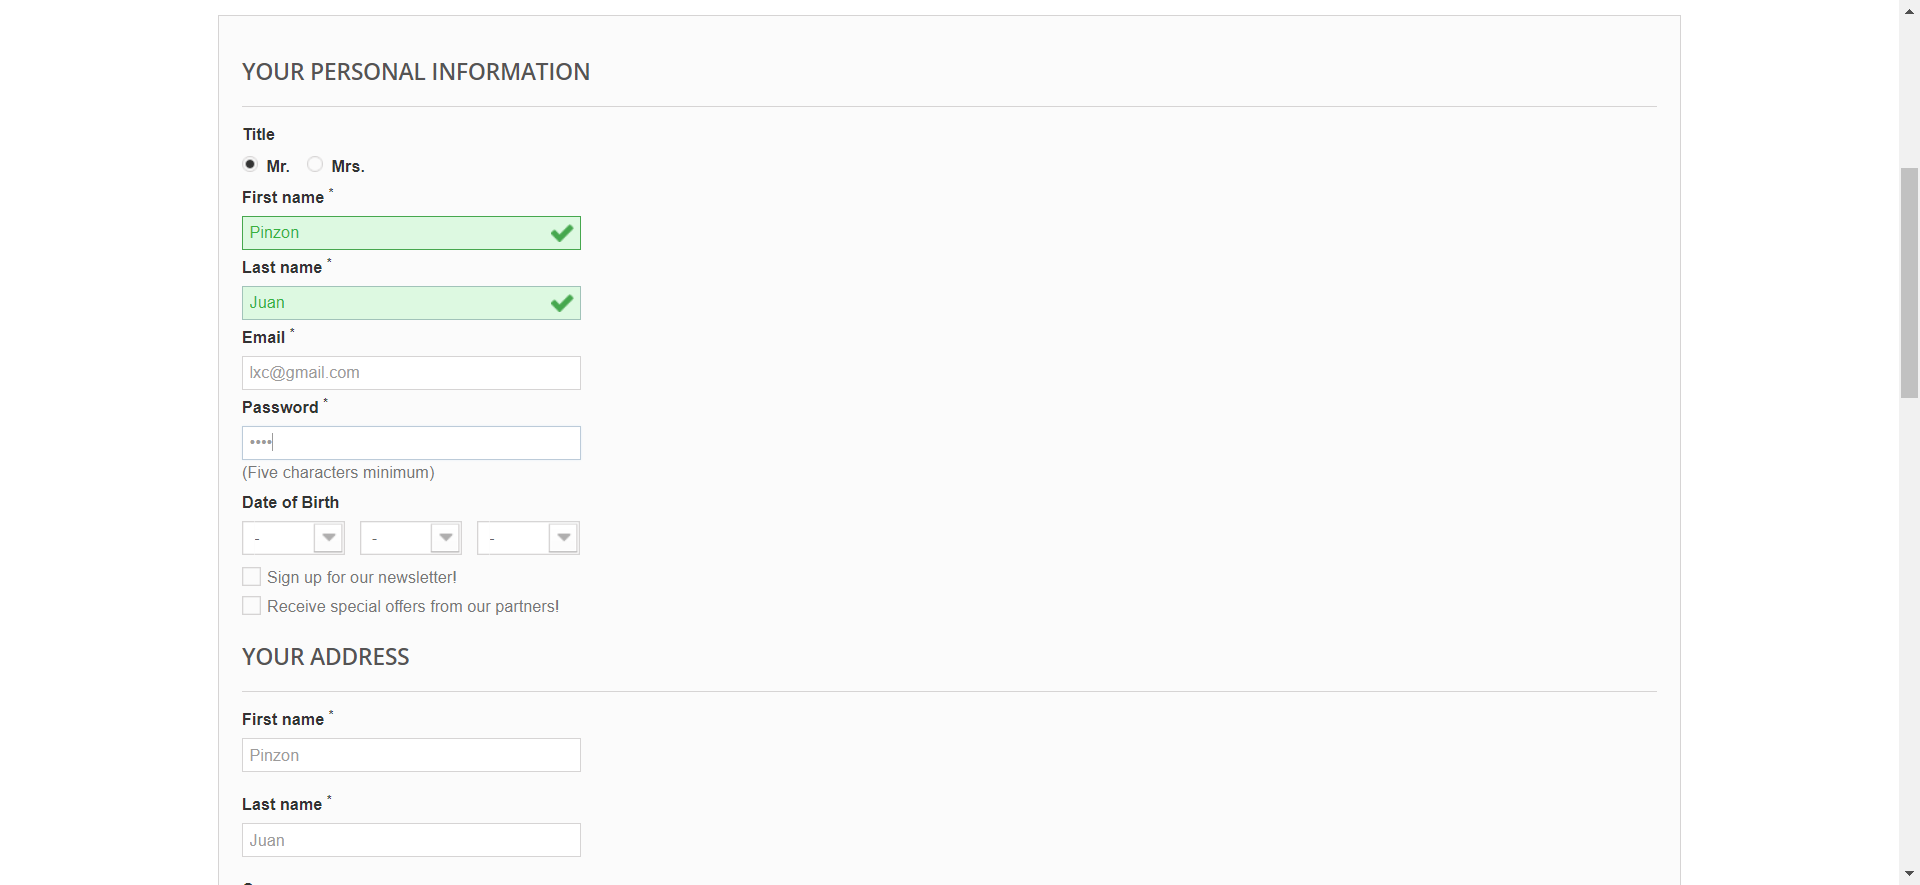 YOUR PERSONAL INFORMATION
Title
Mr. Mrs.
First name *
Pinzon
Last name *
Juan
Email *
lxc@gmail.com
Password *
••••
(Five characters minimum)
Date of Birth
- - -
Sign up for our newsletter!
Receive special offers from our partners!
YOUR ADDRESS
First name *
Pinzon
Last name *
Juan